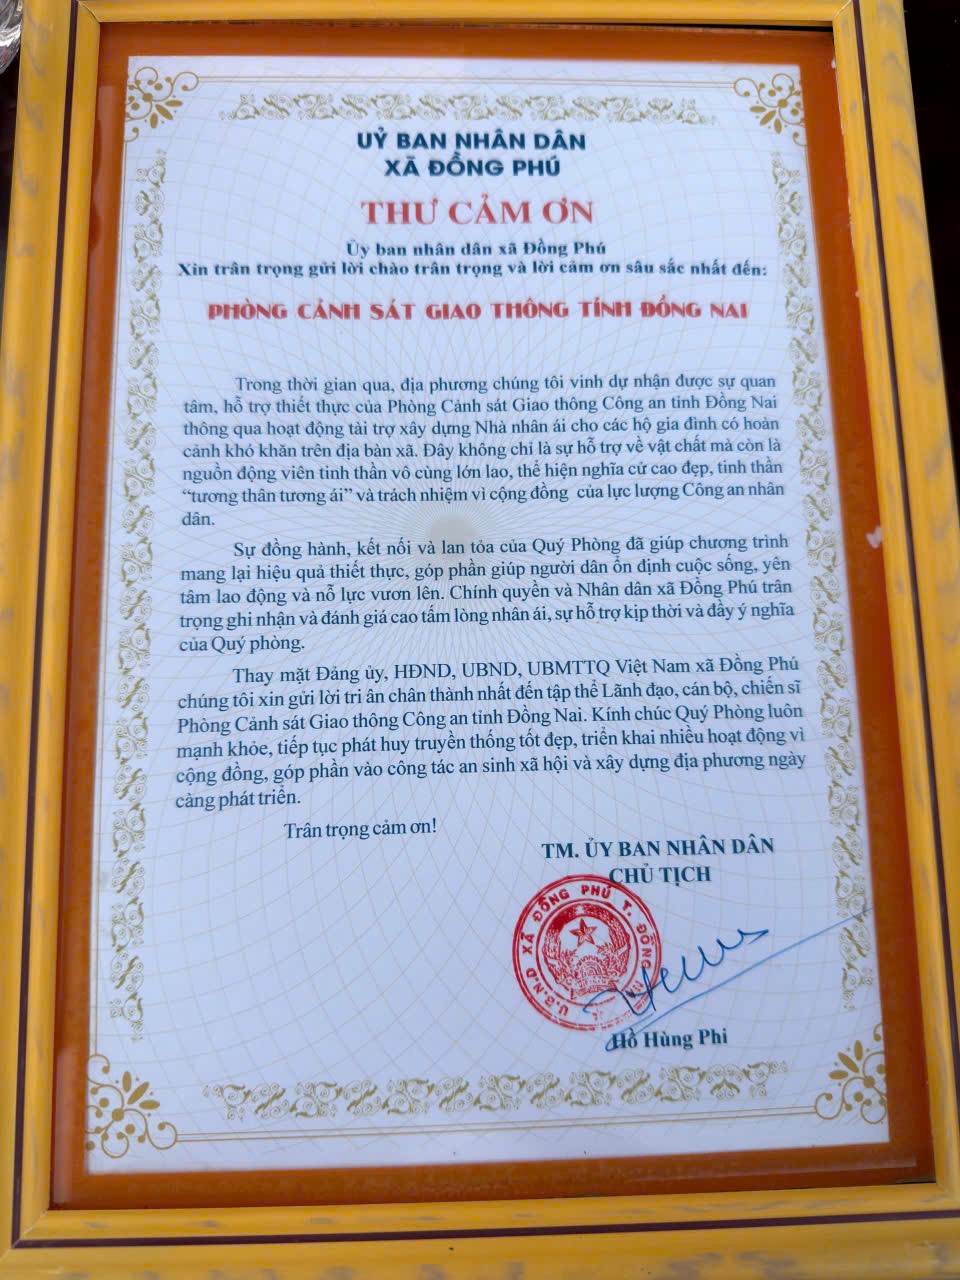 UỶ BAN NHÂN DÂN
XÃ ĐỒNG PHÚ
THƯ CẢM ƠN
Ủy ban nhân dân xã Đồng Phú
Xin trân trọng gửi lời chào trân trọng và lời cảm ơn sâu sắc nhất đến:
PHÒNG CẢNH SÁT GIAO THÔNG TỈNH ĐỒNG NAI
Trong thời gian qua, địa phương chúng tôi vinh dự nhận được sự quan
tâm, hỗ trợ thiết thực của Phòng Cảnh sát Giao thông Công an tỉnh Đồng Nai
thông qua hoạt động tài trợ xây dựng Nhà nhân ái cho các hộ gia đình có hoàn
cảnh khó khăn trên địa bàn xã. Đây không chỉ là sự hỗ trợ về vật chất mà còn là
nguồn động viên tinh thần vô cùng lớn lao, thể hiện nghĩa cử cao đẹp, tinh thần
“tương thân tương ái” và trách nhiệm vì cộng đồng của lực lượng Công an nhân
dân.
Sự đồng hành, kết nối và lan tỏa của Quý Phòng đã giúp chương trình
mang lại hiệu quả thiết thực, góp phần giúp người dân ổn định cuộc sống, yên
tâm lao động và nỗ lực vươn lên. Chính quyền và Nhân dân xã Đồng Phú trân
trọng ghi nhận và đánh giá cao tấm lòng nhân ái, sự hỗ trợ kịp thời và đầy ý nghĩa
của Quý phòng.
Thay mặt Đảng ủy, HĐND, UBND, UBMTTQ Việt Nam xã Đồng Phú
chúng tôi xin gửi lời tri ân chân thành nhất đến tập thể Lãnh đạo, cán bộ, chiến sĩ
Phòng Cảnh sát Giao thông Công an tỉnh Đồng Nai. Kính chúc Quý Phòng luôn
mạnh khỏe, tiếp tục phát huy truyền thống tốt đẹp, triển khai nhiều hoạt động vì
cộng đồng, góp phần vào công tác an sinh xã hội và xây dựng địa phương ngày
càng phát triển.
Trân trọng cảm ơn!
TM. ỦY BAN NHÂN DÂN
CHỦ TỊCH
U.B.N.D XÃ ĐỒNG PHÚ T. ĐỒNG
Hồ Hùng Phi